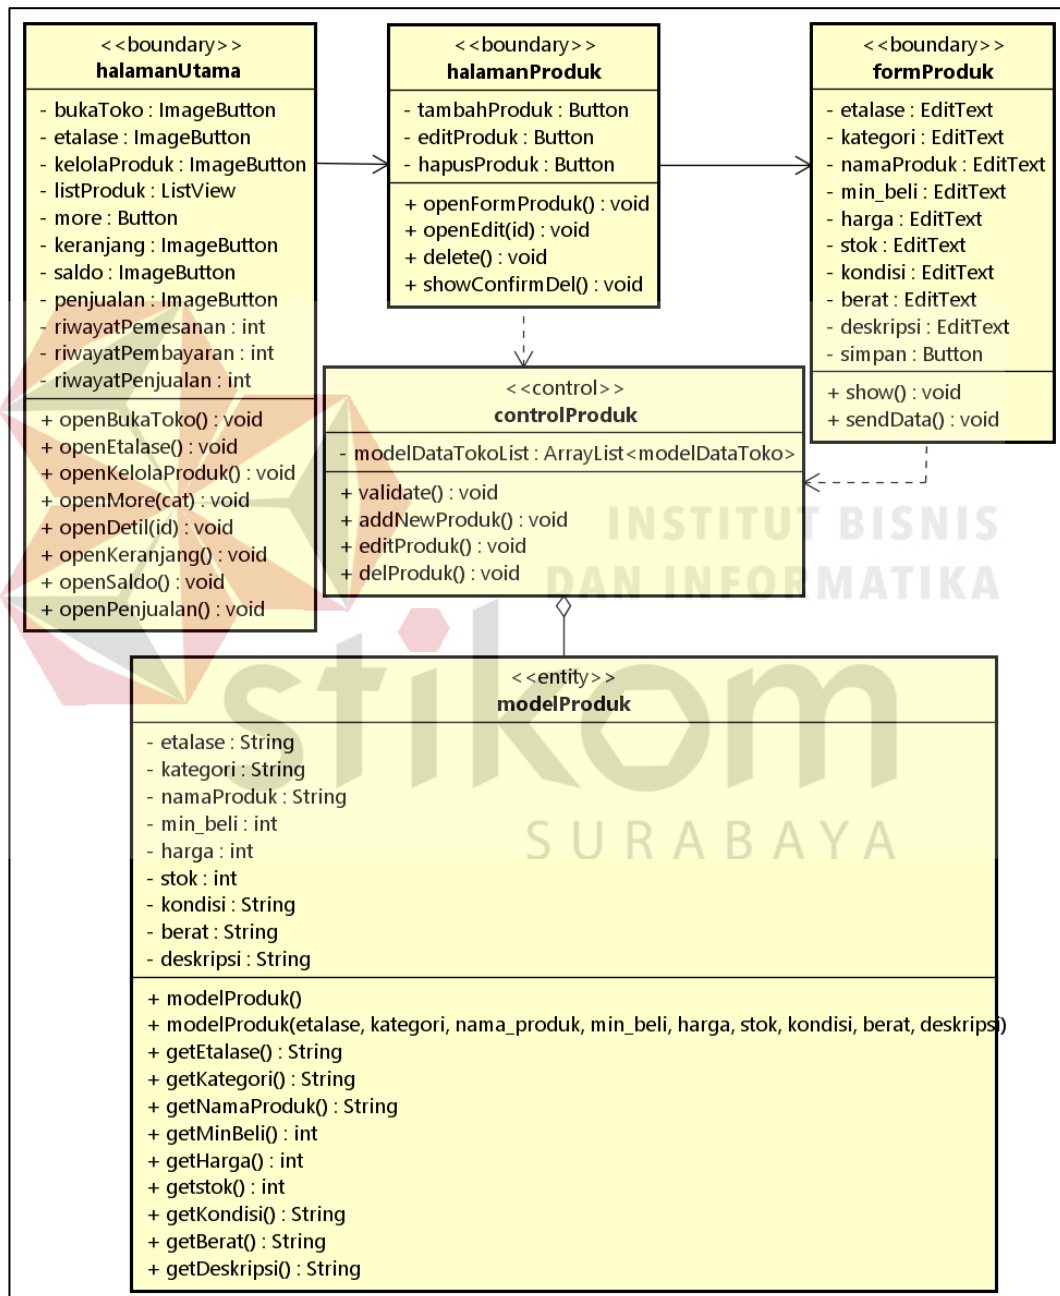 <<boundary>>
halamanUtama
- bukaToko : ImageButton
- etalase : ImageButton
- kelolaProduk : ImageButton
- listProduk : ListView
- more : Button
- keranjang : ImageButton
- saldo : ImageButton
- penjualan : ImageButton
- riwayatPemesanan : int
- riwayatPembayaran : int
- riwayatPenjualan : int
+ openBukaToko() : void
+ openEtalase() : void
+ openKelolaProduk() : void
+ openMore(cat) : void
+ openDetil(id) : void
+ openKeranjang() : void
+ openSaldo() : void
+ openPenjualan() : void
<<boundary>>
halamanProduk
- tambahProduk : Button
- editProduk : Button
- hapusProduk : Button
+ openFormProduk() : void
+ openEdit(id) : void
+ delete() : void
+ showConfirmDel() : void
<<boundary>>
formProduk
- etalase : EditText
- kategori : EditText
- namaProduk : EditText
- min_beli : EditText
- harga : EditText
- stok : EditText
- kondisi : EditText
- berat : EditText
- deskripsi : EditText
- simpan : Button
+ show() : void
+ sendData() : void
<<control>>
controlProduk
- modelDataTokoList : ArrayList<modelDataToko>
+ validate() : void
+ addNewProduk() : void
+ editProduk() : void
+ delProduk() : void
INSTITUT BISNIS
DAN INFORMATIKA
stikom
SURABAYA
<<entity>>
modelProduk
- etalase : String
- kategori : String
- namaProduk : String
- min_beli : int
- harga : int
- stok : int
- kondisi : String
- berat : String
- deskripsi : String
+ modelProduk()
+ modelProduk(etalase, kategori, nama_produk, min_beli, harga, stok, kondisi, berat, deskripsi)
+ getEtalase() : String
+ getKategori() : String
+ getNamaProduk() : String
+ getMinBeli() : int
+ getHarga() : int
+ getstok() : int
+ getKondisi() : String
+ getBerat() : String
+ getDeskripsi() : String